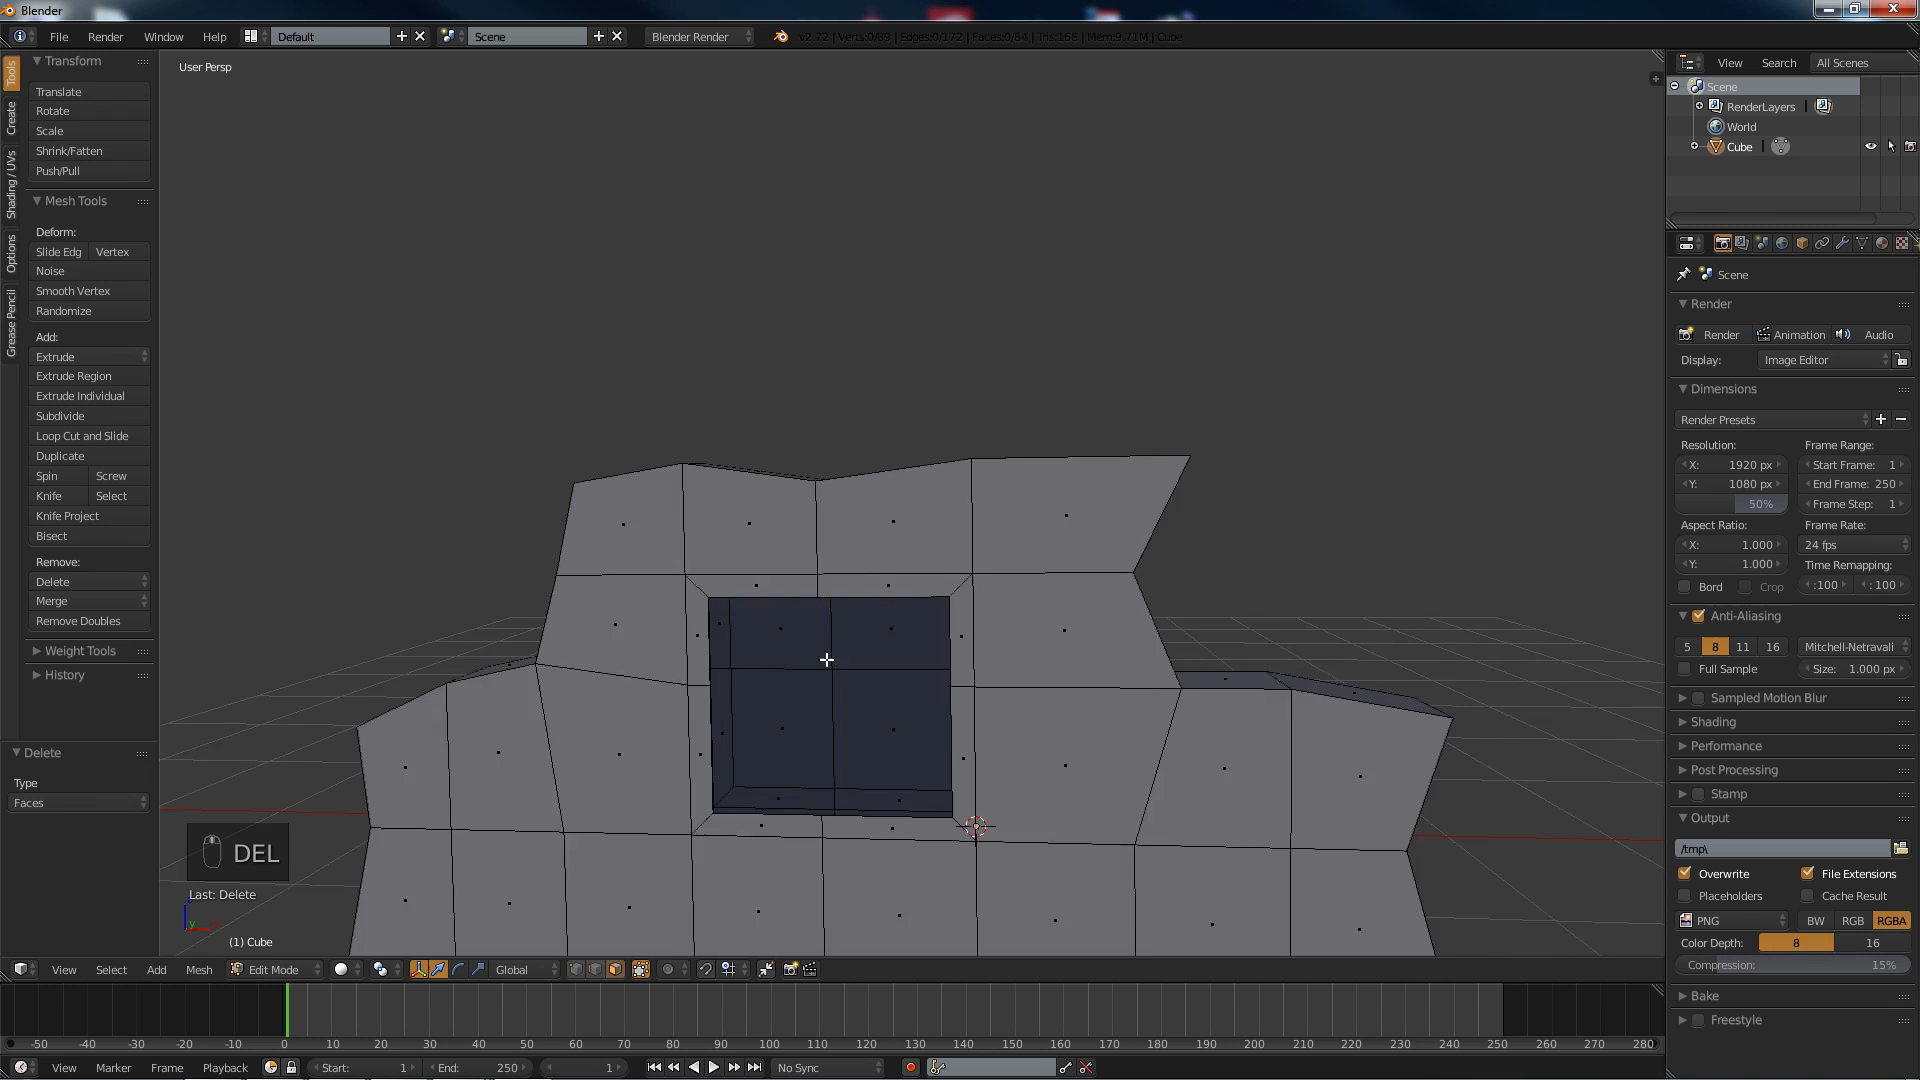 Blender
File Render Window Help Default Scene Blender Render v2.72 | Verts:0/89 | Edges:0/172 | Faces:0/84 | Tris:168 | Mem:9.71M | Cube
Tools
Create
Shading / UVs
Options
Grease Pencil
Transform
Translate
Rotate
Scale
Shrink/Fatten
Push/Pull
Mesh Tools
Deform:
Slide Edg Vertex
Noise
Smooth Vertex
Randomize
Add:
Extrude
Extrude Region
Extrude Individual
Subdivide
Loop Cut and Slide
Duplicate
Spin Screw
Knife Select
Knife Project
Bisect
Remove:
Delete
Merge
Remove Doubles
Weight Tools
History
Delete
Type
Faces
User Persp
DEL
Last: Delete
(1) Cube
View Search All Scenes
Scene
RenderLayers
World
Cube
Scene
Render
Render Animation Audio
Display: Image Editor
Dimensions
Render Presets
Resolution: Frame Range:
X: 1920 px Start Frame: 1
Y: 1080 px End Frame: 250
50% Frame Step: 1
Aspect Ratio: Frame Rate:
X: 1.000 24 fps
Y: 1.000 Time Remapping:
Bord Crop :100 : 100
Anti-Aliasing
5 8 11 16 Mitchell-Netravali
Full Sample Size: 1.000 px
Sampled Motion Blur
Shading
Performance
Post Processing
Stamp
Output
/tmp\
Overwrite File Extensions
Placeholders Cache Result
PNG BW RGB RGBA
Color Depth: 8 16
Compression: 15%
Bake
Freestyle
View Select Add Mesh Edit Mode Global
-50 -40 -30 -20 -10 0 10 20 30 40 50 60 70 80 90 100 110 120 130 140 150 160 170 180 190 200 210 220 230 240 250 260 270 280
View Marker Frame Playback Start: 1 End: 250 1 No Sync